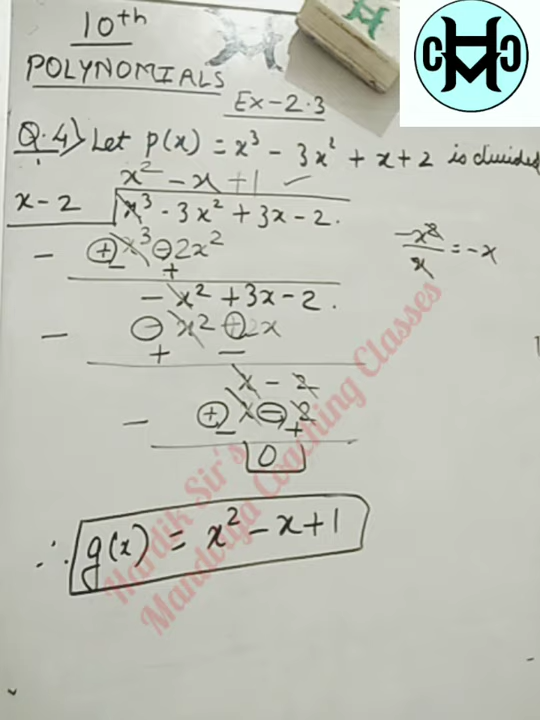 10th
POLYNOMIALS
Ex-2.3
Q.4) Let p(x) = x³ - 3x² + x + 2 is divided
x² - x + 1 ✓
x-2 x³ - 3x² + 3x - 2.
- + x³ - 2x²
- +
-x²/x = -x
- x² + 3x - 2.
- - x² + 2x
+ -
x - 2
- + x - 2
- +
0
∴ g(x) = x² - x + 1
Hardik Sir's
Mandotiya Coaching Classes